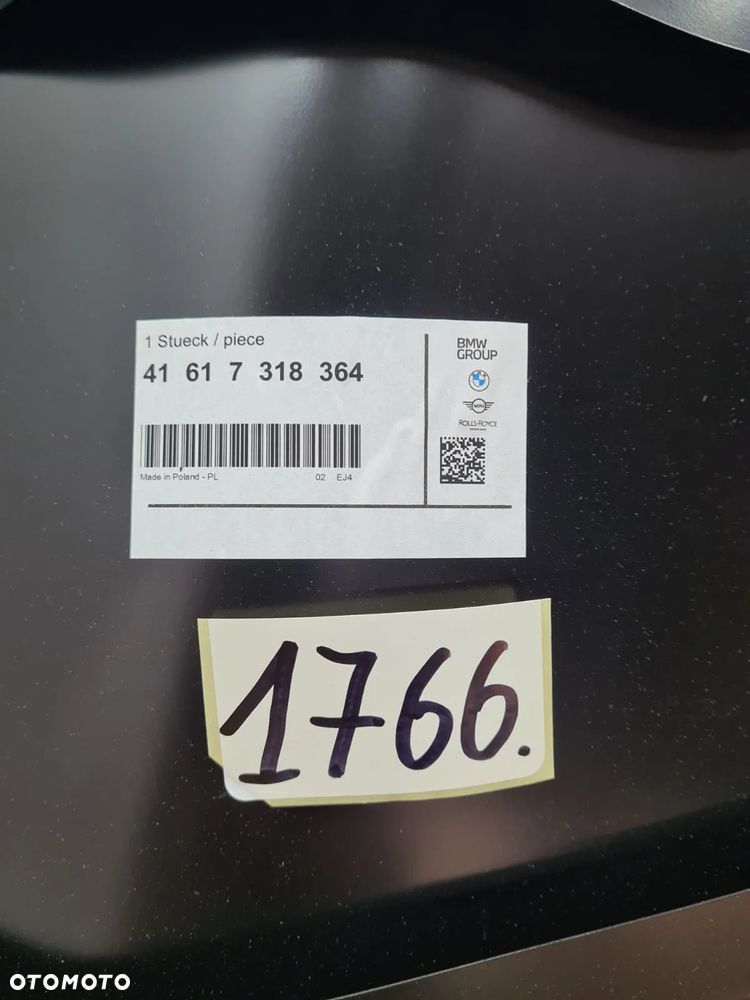 1 Stueck / piece
41 61 7 318 364
Made in Poland - PL 02 EJ4
BMW
GROUP
MINI
ROLLS-ROYCE
1766.
OTOMOTO